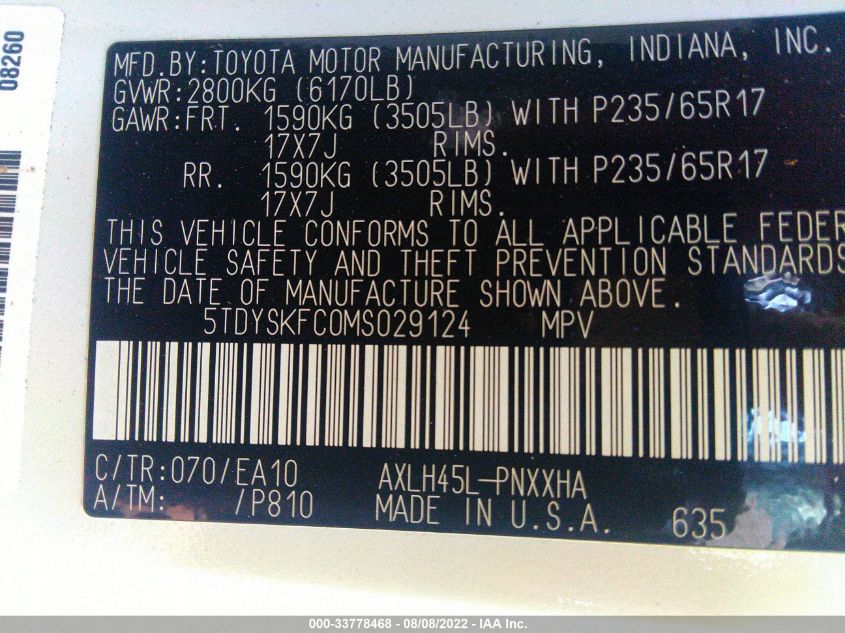 08260
MFD.BY:TOYOTA MOTOR MANUFACTURING, INDIANA, INC.
GVWR:2800KG (6170LB)
GAWR:FRT. 1590KG (3505LB) WITH P235/65R17
17X7J RIMS.
RR. 1590KG (3505LB) WITH P235/65R17
17X7J RIMS.
THIS VEHICLE CONFORMS TO ALL APPLICABLE FEDER
VEHICLE SAFETY AND THEFT PREVENTION STANDARDS
THE DATE OF MANUFACTURE SHOWN ABOVE.
5TDYSKFC0MS029124 MPV
C/TR:070/EA10 AXLH45L-PNXXHA
A/TM: /P810 MADE IN U.S.A. 635
000-33778468 - 08/08/2022 - IAA Inc.